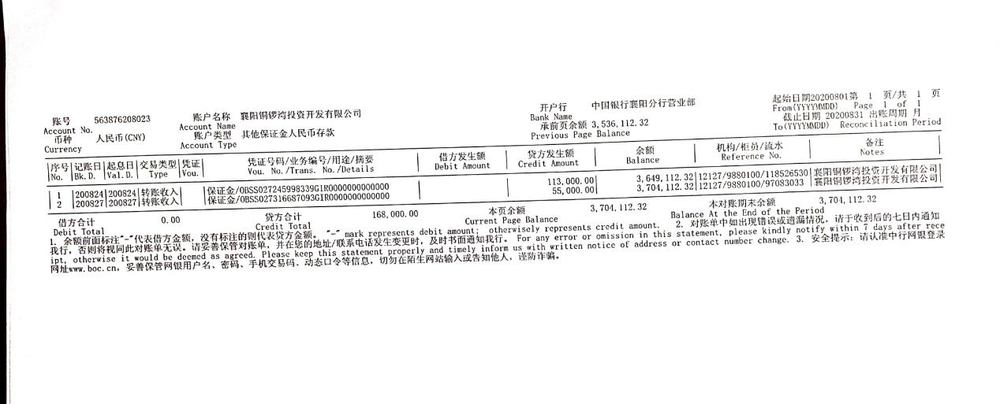 账号 563876208023 账户名称 襄阳铜锣湾投资开发有限公司 开户行 中国银行襄阳分行营业部 起始日期20200801第 1 页/共 1 页
Account No. Account Name Bank Name From(YYYYMMDD) Page 1 of 1
币种 人民币(CNY) 账户类型 其他保证金人民币存款 承前页余额 3,536,112.32 截止日期 20200831 出账周期 月
Currency Account Type Previous Page Balance To(YYYYMMDD) Reconciliation Period
序号 记账日 起息日 交易类型 凭证 凭证号码/业务编号/用途/摘要 借方发生额 贷方发生额 余额 机构/柜员/流水 备注
No. Bk.D. Val.D. Type Vou. Vou. No./Trans. No./Details Debit Amount Credit Amount Balance Reference No. Notes
1 200824 200824 转账收入 保证金/OBSS027245998339GIRO000000000000 113,000.00 3,649,112.32 12127/9880100/118526530 襄阳铜锣湾投资开发有限公司
2 200827 200827 转账收入 保证金/OBSS027316687093GIRO000000000000 55,000.00 3,704,112.32 12127/9880100/97083033 襄阳铜锣湾投资开发有限公司
借方合计 0.00 贷方合计 168,000.00 本页余额 3,704,112.32 本对账期末余额 3,704,112.32
Debit Total Credit Total Current Page Balance Balance At the End of the Period
1. 余额前面标注"-"代表借方金额，没有标注的则代表贷方金额。 "-" mark represents debit amount; otherwisely represents credit amount. 2. 对账单中如出现错误或遗漏情况，请于收到后的七日内通知
我行，否则将视同此对账单无误。请妥善保管对账单，并在您的地址/联系电话发生变更时，及时书面通知我行。 For any error or omission in this statement, please kindly notify within 7 days after rece
ipt, otherwise it would be deemed as agreed. Please keep this statement properly and timely inform us with written notice of address or contact number change. 3. 安全提示：请认准中行网银登录
网址www.boc.cn，妥善保管网银用户名、密码、手机交易码、动态口令等信息，切勿在陌生网站输入或告知他人，谨防诈骗。